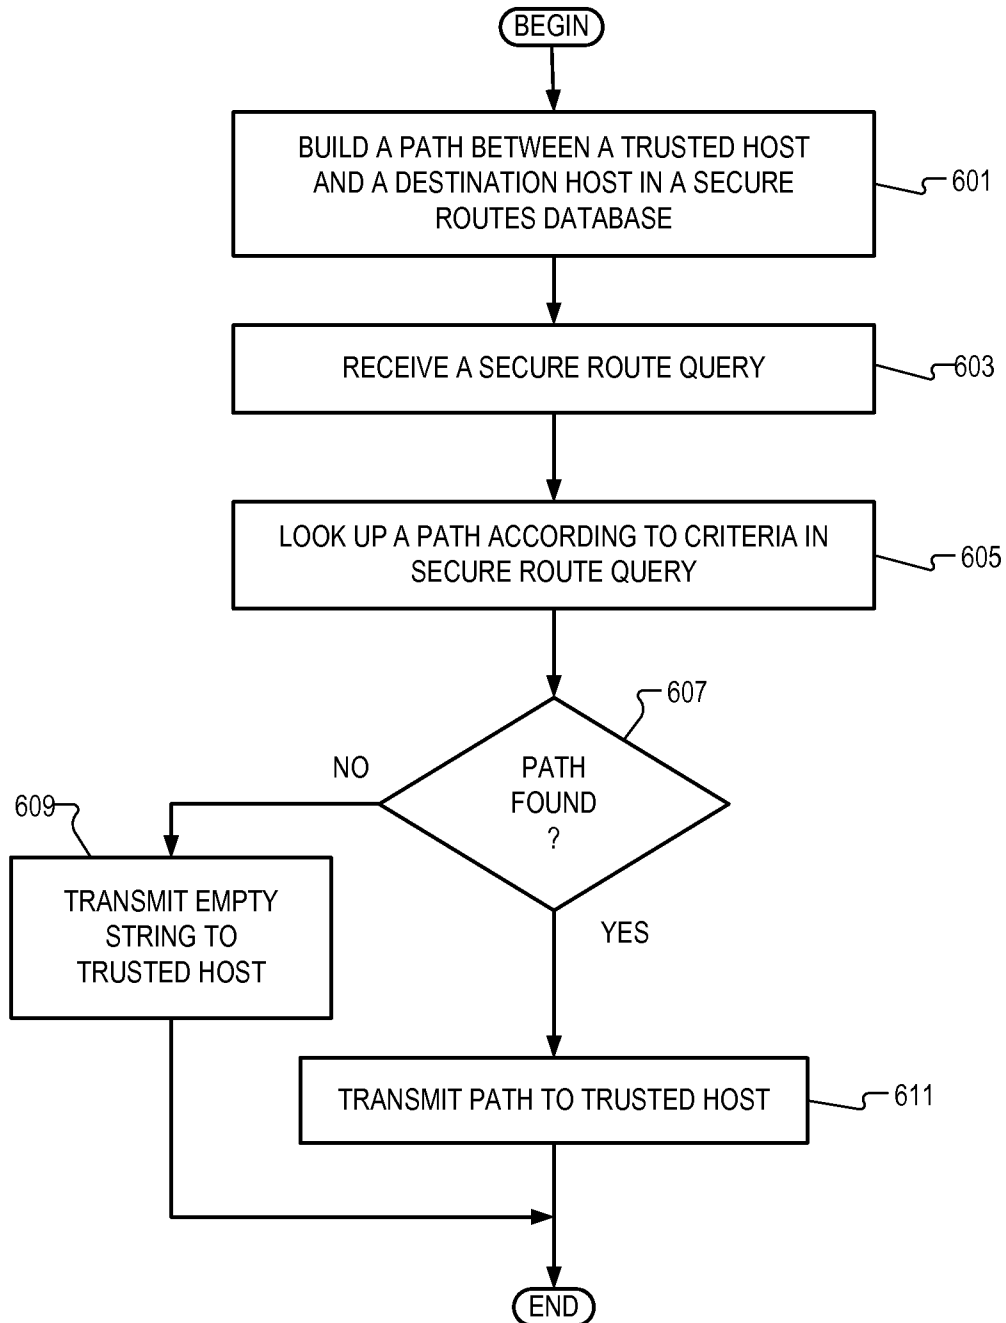 BEGIN
BUILD A PATH BETWEEN A TRUSTED HOST
AND A DESTINATION HOST IN A SECURE
ROUTES DATABASE
601
RECEIVE A SECURE ROUTE QUERY
603
LOOK UP A PATH ACCORDING TO CRITERIA IN
SECURE ROUTE QUERY
605
607
PATH
FOUND
?
NO
609
TRANSMIT EMPTY
STRING TO
TRUSTED HOST
YES
TRANSMIT PATH TO TRUSTED HOST
611
END